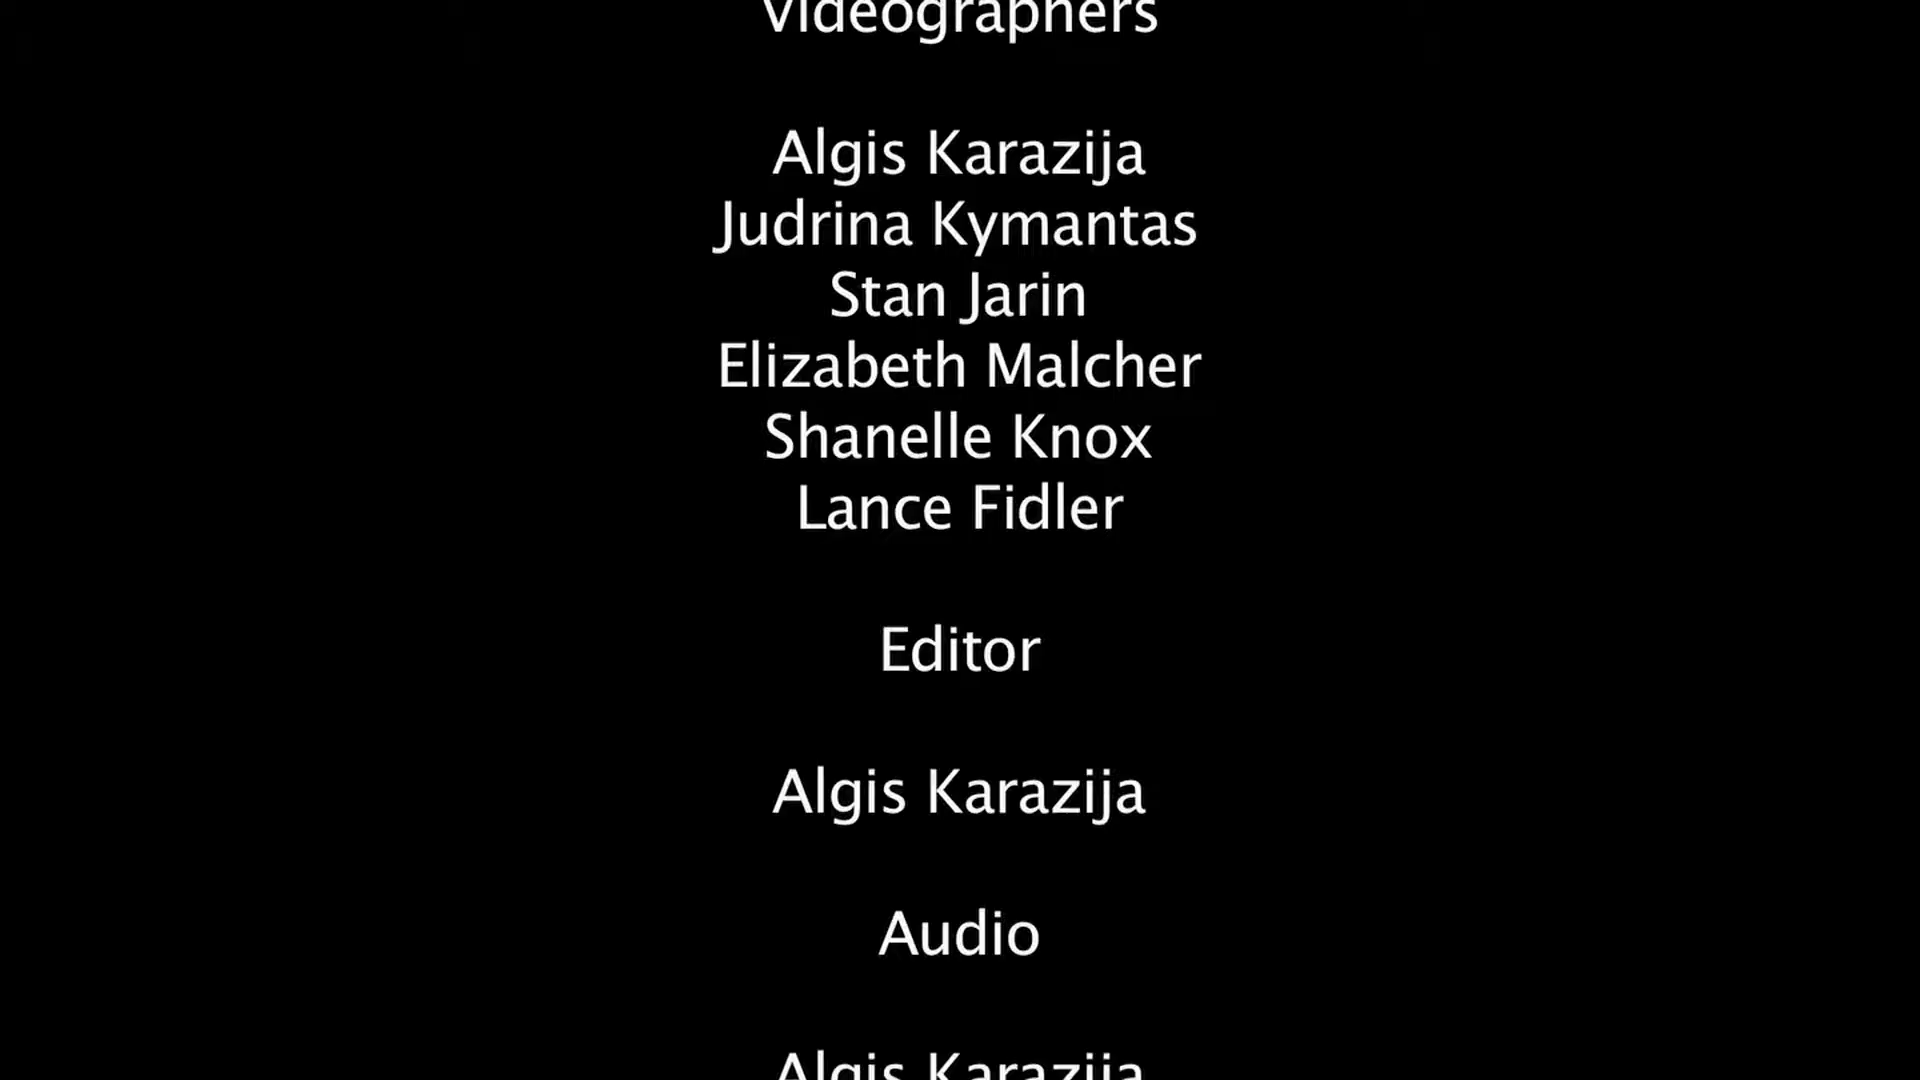 Videographers
Algis Karazija
Judrina Kymantas
Stan Jarin
Elizabeth Malcher
Shanelle Knox
Lance Fidler
Editor
Algis Karazija
Audio
Algis Karazija